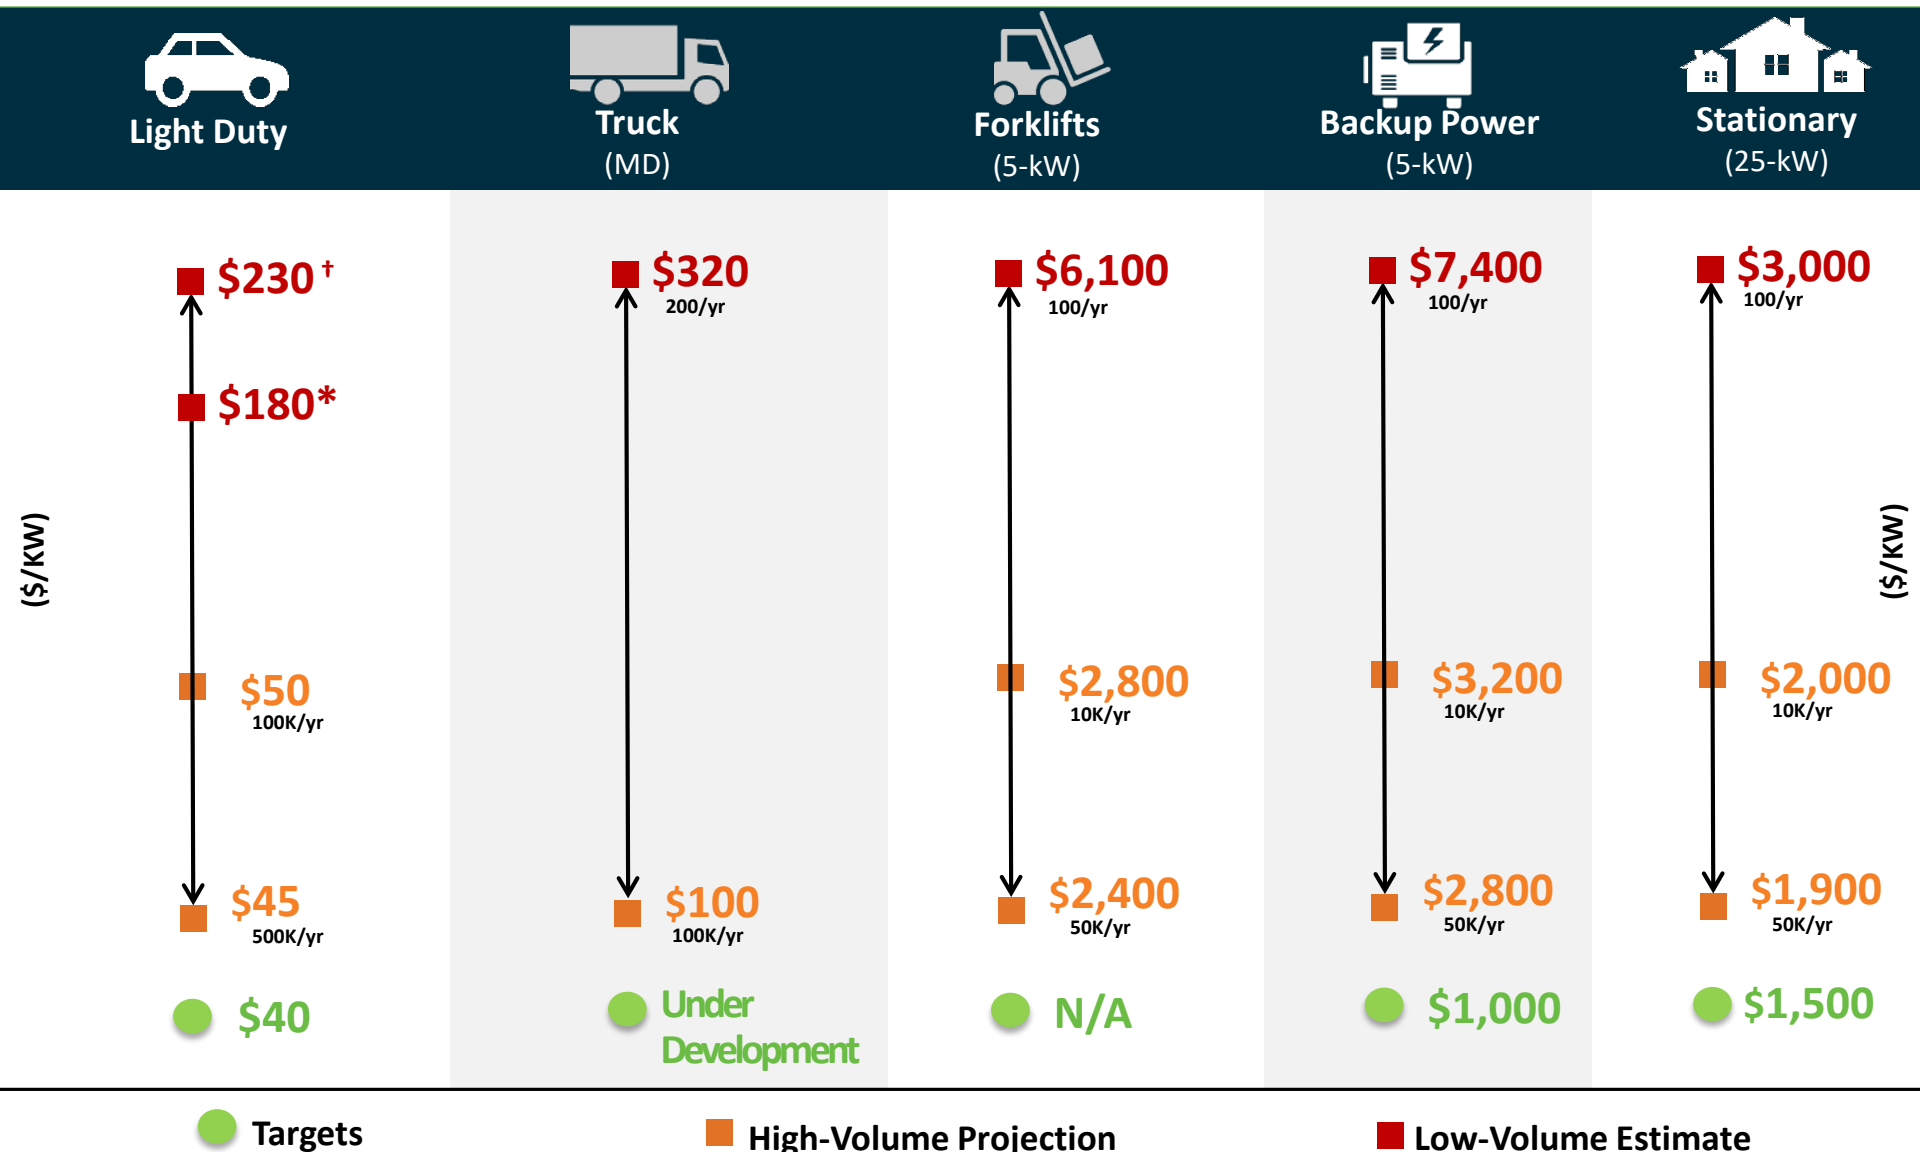 Light Duty
Truck
(MD)
Forklifts
(5-kW)
Backup Power
(5-kW)
Stationary
(25-kW)
($/KW)
$230†
$180*
$50
100K/yr
$45
500K/yr
$40
$320
200/yr
$100
100K/yr
Under
Development
$6,100
100/yr
$2,800
10K/yr
$2,400
50K/yr
N/A
$7,400
100/yr
$3,200
10K/yr
$2,800
50K/yr
$1,000
$3,000
100/yr
$2,000
10K/yr
$1,900
50K/yr
$1,500
($/KW)
Targets
High-Volume Projection
Low-Volume Estimate